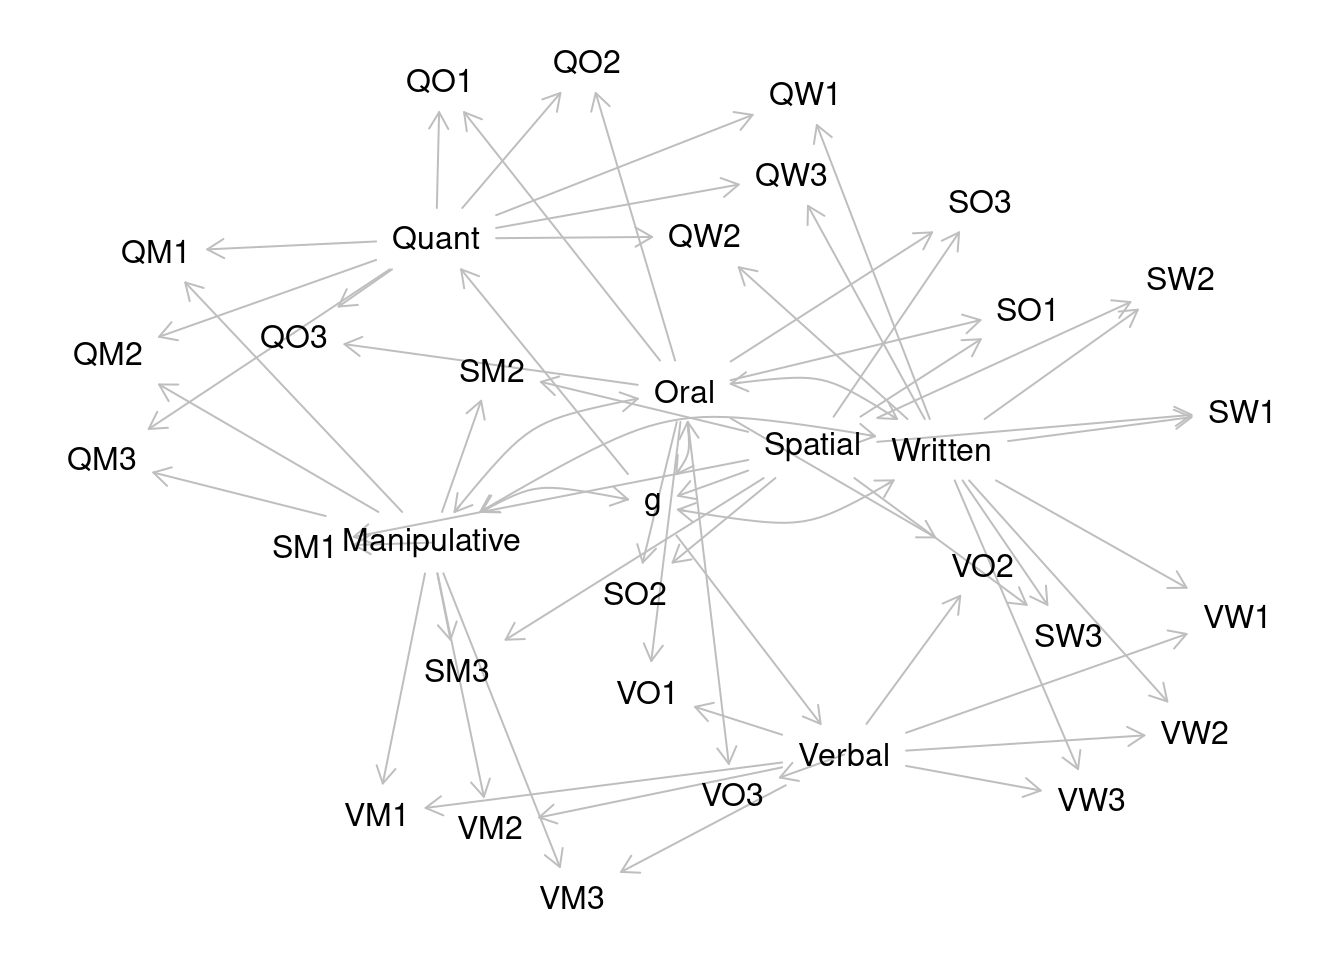 QO2
QO1
QW1
QW3
SO3
QW2
Quant
QM1
SW2
SO1
QO3
QM2
SM2
Oral
SW1
Spatial
Written
QM3
g
Manipulative
SM1
VO2
SO2
VW1
SW3
SM3
VO1
VW2
Verbal
VO3
VW3
VM1
VM2
VM3